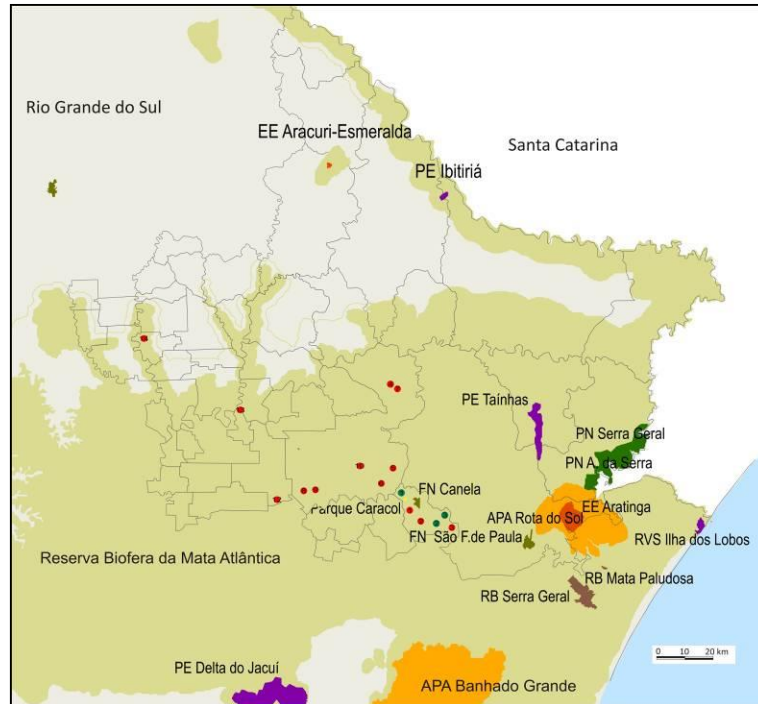 Rio Grande do Sul
EE Aracuri-Esmeralda
Santa Catarina
PE Ibitiriá
PE Taínhas
PN Serra Geral
PN A. da Serra
FN Canela
Parque Caracol
EE Aratinga
APA Rota do Sol
FN São F.de Paula
RVS Ilha dos Lobos
Reserva Biofera da Mata Atlântica
RB Mata Paludosa
RB Serra Geral
0 10 20 km
PE Delta do Jacuí
APA Banhado Grande